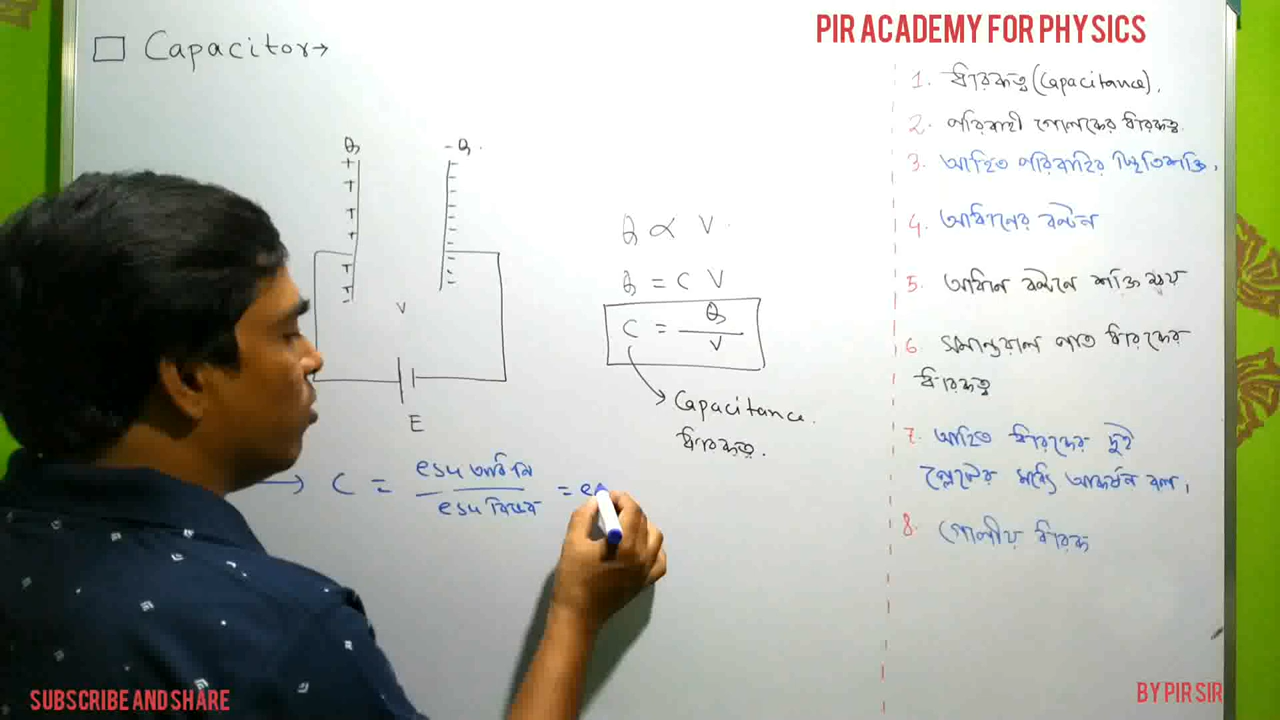 PIR ACADEMY FOR PHYSICS
□ Capacitor→
Q
- Q
+
+
+
+
+
+
V
E
Q ∝ V
Q = C V
C = Q / V
Capacitance
ধারকত্ব
→ C = esu আধান / esu বিভব = es
1. ধারকত্ব (Capacitance).
2. পরিবাহী গোলকের ধারকত্ব
3. আহিত পরিবাহির স্থিতিশক্তি,
4. আধানের বন্টন
5. আধান বন্টনে শক্তি ক্ষয়
6. সমান্তরাল পাত ধারকের
ধারকত্ব
7. আহিত ধারকের দুই
প্লেটের মধ্যে আকর্ষন বল,
8. গোলীয় ধারক
SUBSCRIBE AND SHARE
BY PIR SIR